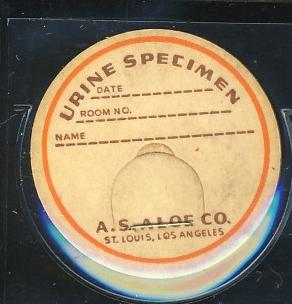 URINE SPECIMEN
DATE
ROOM NO.
NAME
A.S. ALOE CO.
ST. LOUIS, LOS ANGELES